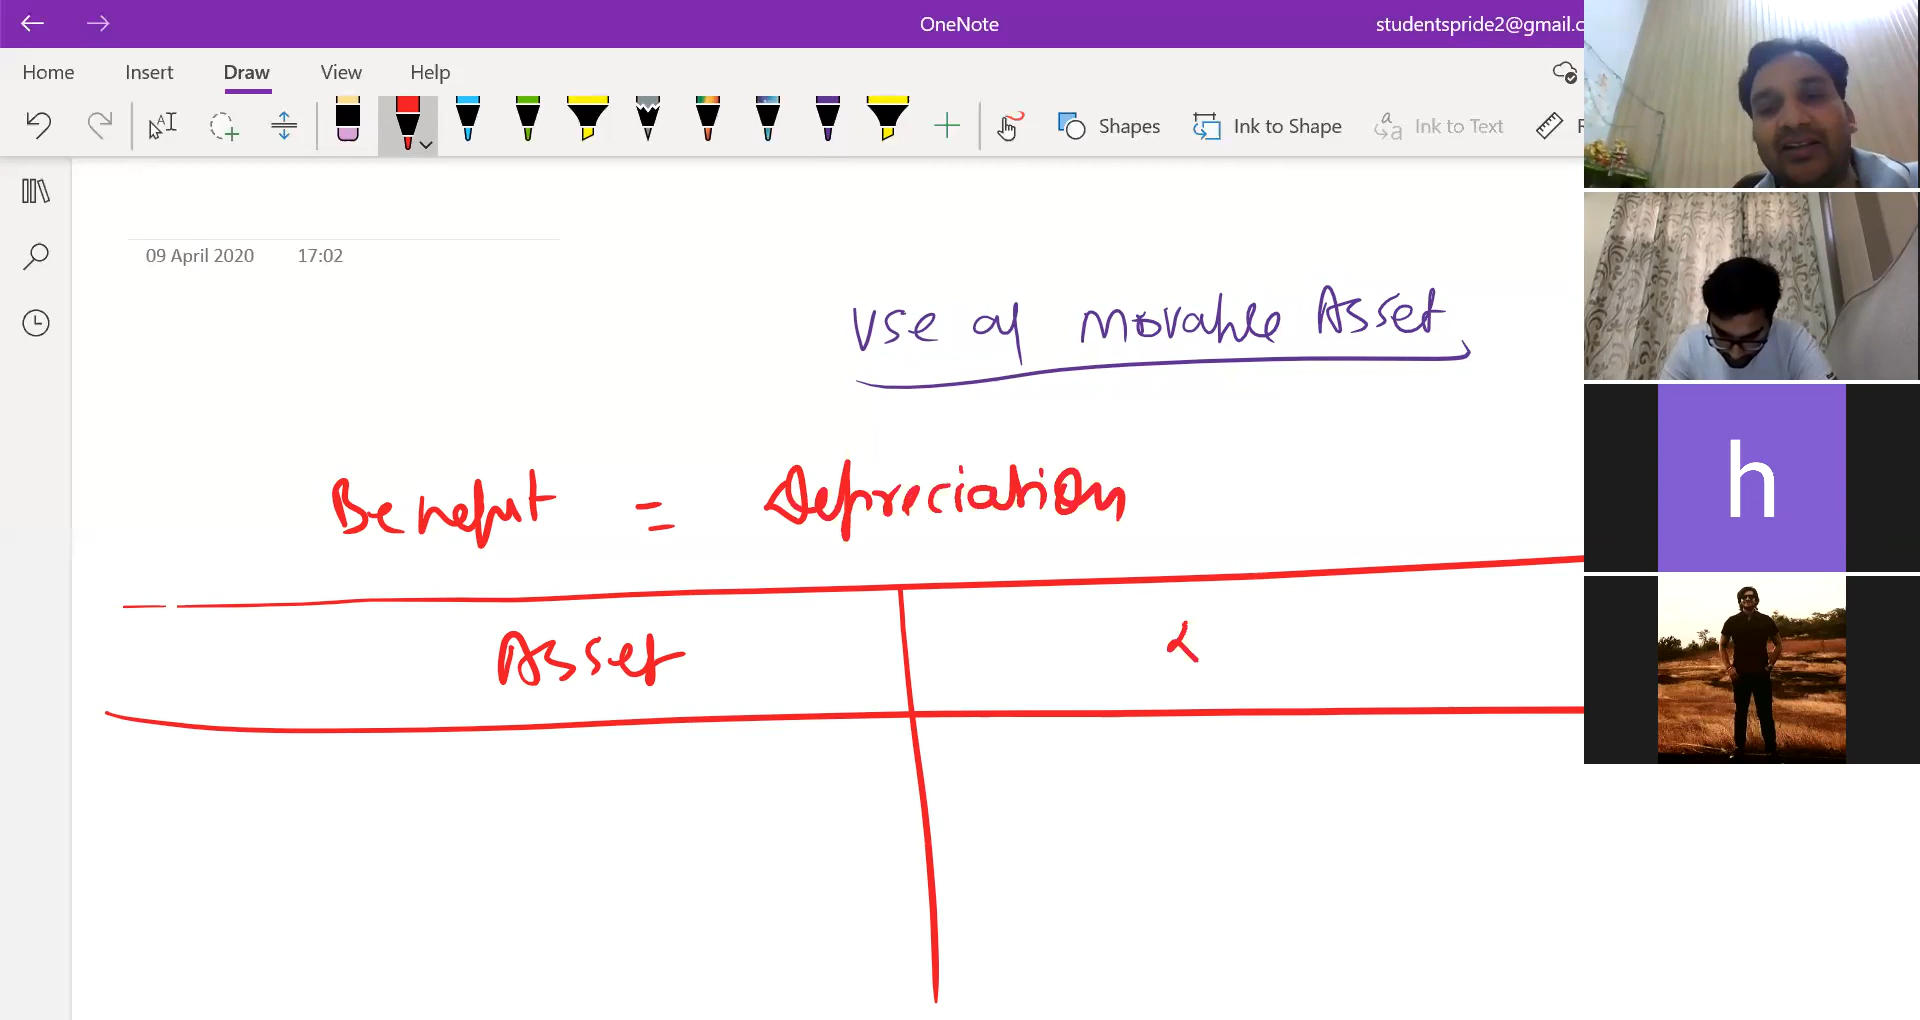 OneNote
studentspride2@gmail.c
Home Insert Draw View Help
Shapes Ink to Shape Ink to Text
09 April 2020 17:02
Use of movable Asset
Benefit = Depreciation
Asset
h